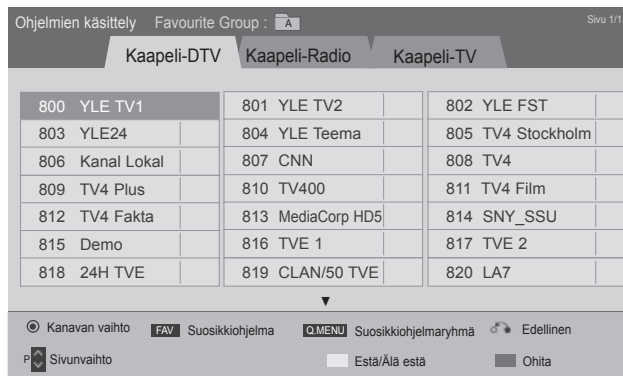 Ohjelmien käsittely Favourite Group : A Sivu 1/1
Kaapeli-DTV Kaapeli-Radio Kaapeli-TV
800 YLE TV1 801 YLE TV2 802 YLE FST
803 YLE24 804 YLE Teema 805 TV4 Stockholm
806 Kanal Lokal 807 CNN 808 TV4
809 TV4 Plus 810 TV400 811 TV4 Film
812 TV4 Fakta 813 MediaCorp HD5 814 SNY_SSU
815 Demo 816 TVE 1 817 TVE 2
818 24H TVE 819 CLAN/50 TVE 820 LA7
Kanavan vaihto FAV Suosikkiohjelma Q.MENU Suosikkiohjelmaryhmä Edellinen
P Sivunvaihto Estä/Älä estä Ohita